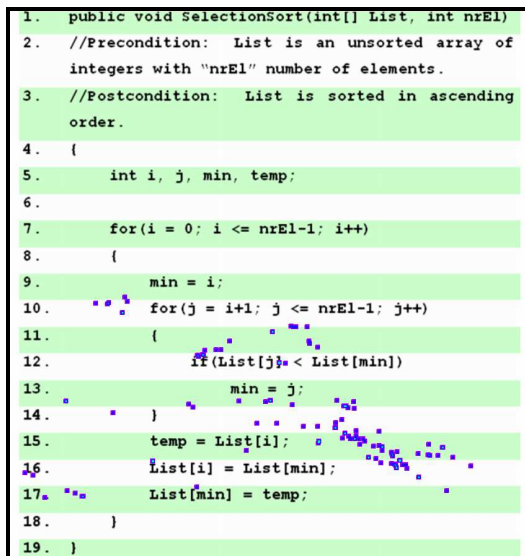 1. public void SelectionSort(int[] List, int nrEl)
2. //Precondition: List is an unsorted array of
integers with "nrEl" number of elements.
3. //Postcondition: List is sorted in ascending
order.
4. {
5. int i, j, min, temp;
6.
7. for(i = 0; i <= nrEl-1; i++)
8. {
9. min = i;
10. for(j = i+1; j <= nrEl-1; j++)
11. {
12. if(List[j] < List[min])
13. min = j;
14. }
15. temp = List[i];
16. List[i] = List[min];
17. List[min] = temp;
18. }
19. }